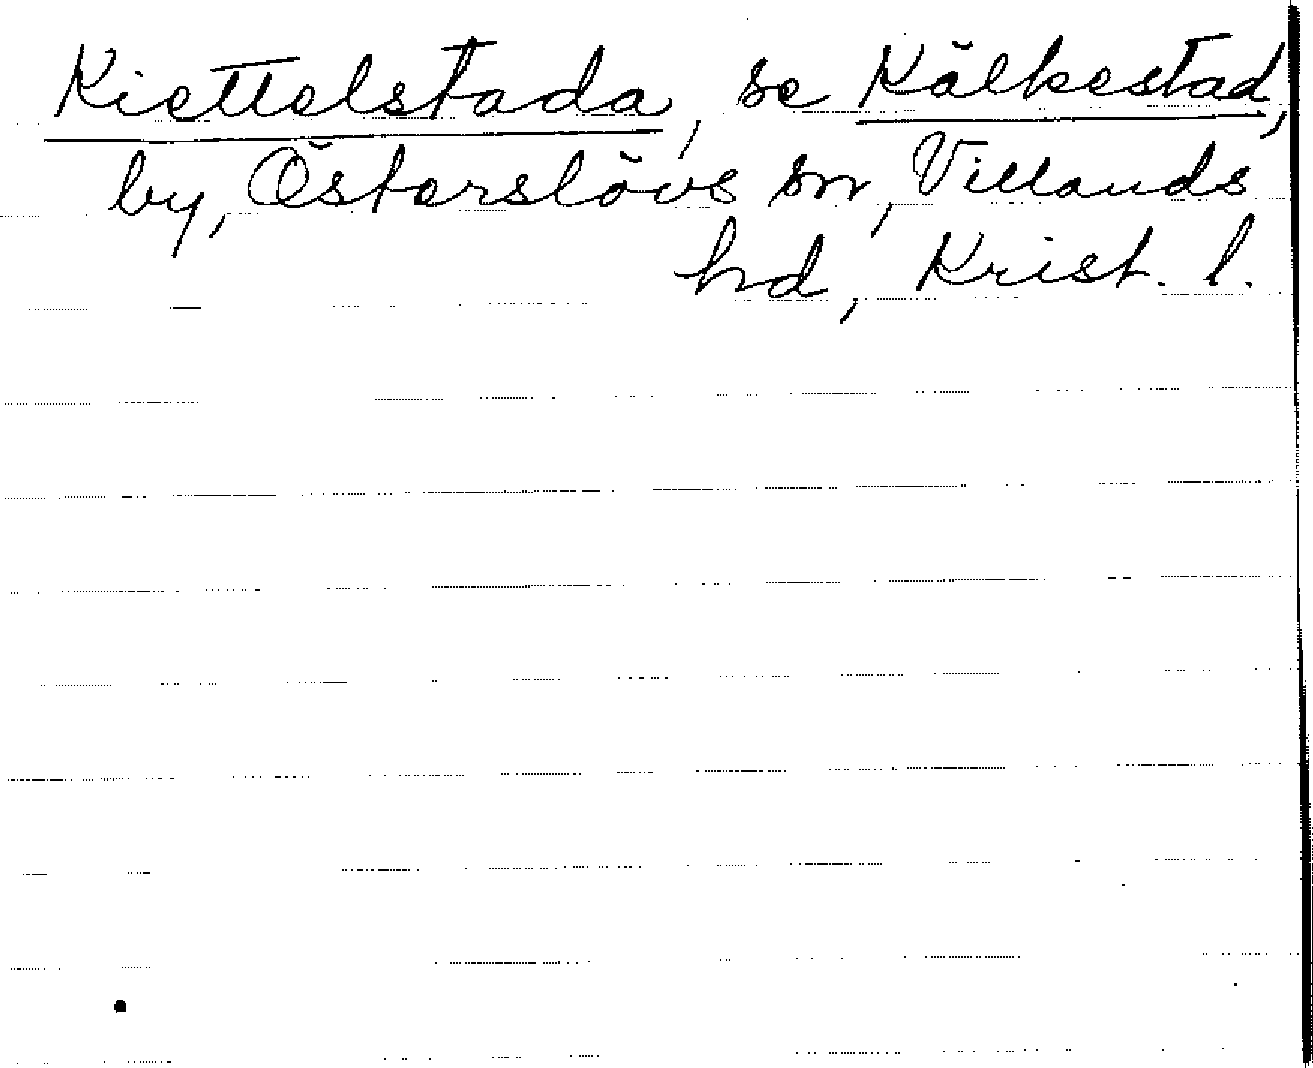 Kiettelstada, se Kälkestad,
by, Österslövs sn, Villands
hd, Krist. l.